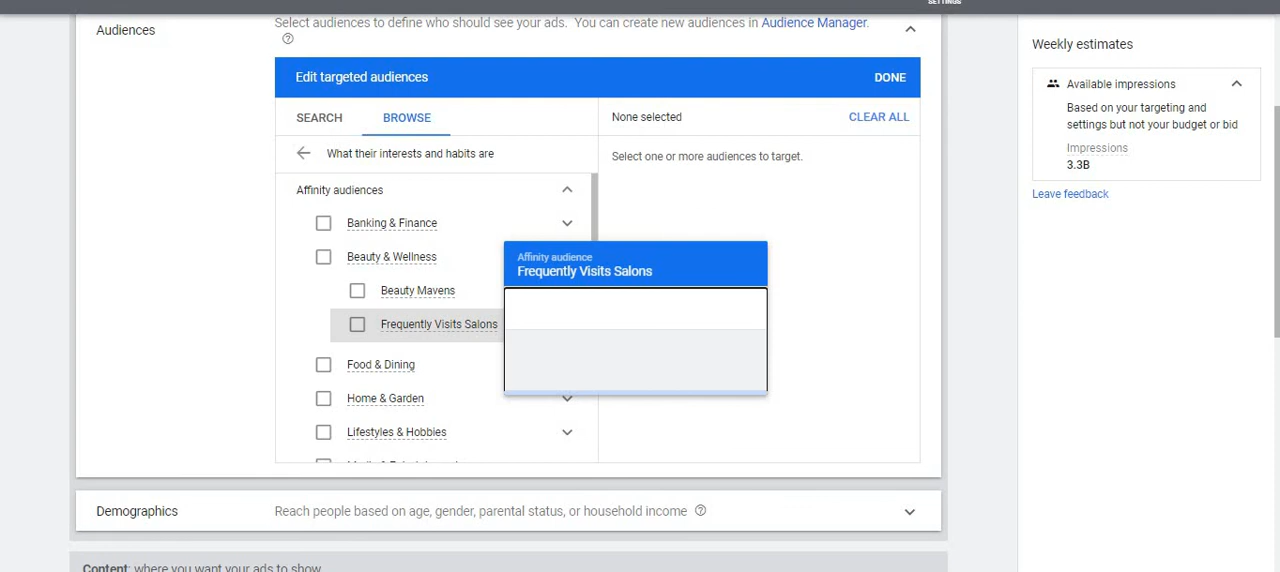 SETTINGS
Audiences
Select audiences to define who should see your ads. You can create new audiences in Audience Manager.
Edit targeted audiences
DONE
SEARCH
BROWSE
None selected
CLEAR ALL
What their interests and habits are
Select one or more audiences to target.
Affinity audiences
Banking & Finance
Beauty & Wellness
Beauty Mavens
Frequently Visits Salons
Food & Dining
Home & Garden
Lifestyles & Hobbies
Affinity audience
Frequently Visits Salons
Demographics
Reach people based on age, gender, parental status, or household income
Content: where you want your ads to show
Weekly estimates
Available impressions
Based on your targeting and
settings but not your budget or bid
Impressions
3.3B
Leave feedback